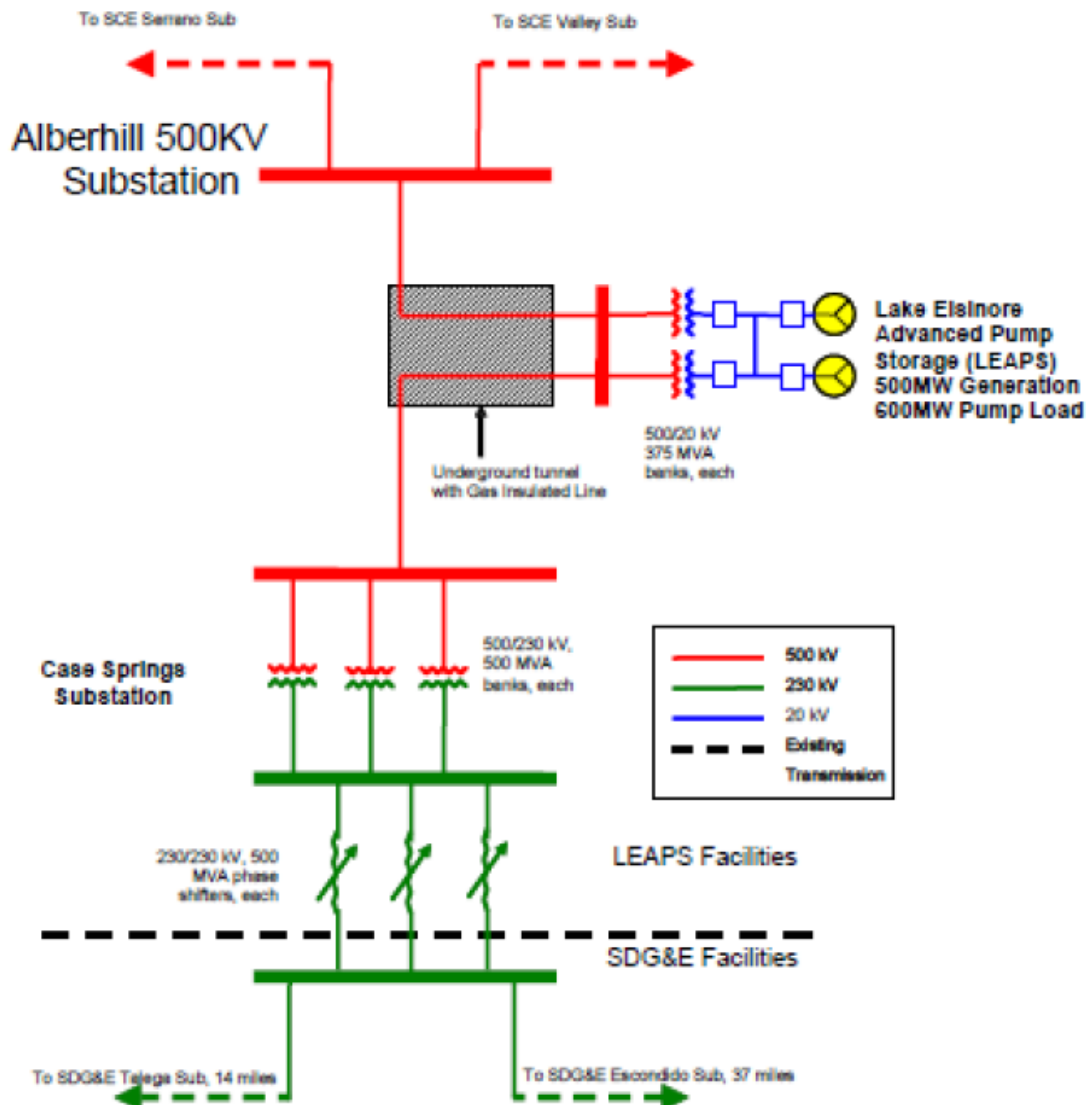 To SCE Serrano Sub
To SCE Valley Sub
Alberhill 500KV
Substation
Lake Elsinore
Advanced Pump
Storage (LEAPS)
500MW Generation
600MW Pump Load
500/20 kV
375 MVA
banks, each
Underground tunnel
with Gas Insulated Line
500/230 kV,
500 MVA
banks, each
Case Springs
Substation
500 kV
230 kV
20 kV
Existing
Transmission
230/230 kV, 500
MVA phase
shifters, each
LEAPS Facilities
SDG&E Facilities
To SDG&E Talega Sub, 14 miles
To SDG&E Escondido Sub, 37 miles